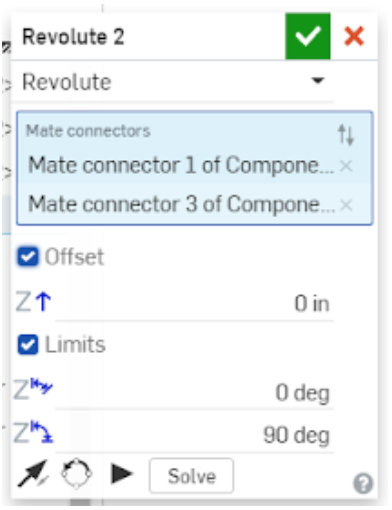 Revolute 2
Revolute
Mate connectors
Mate connector 1 of Compone...
Mate connector 3 of Compone...
Offset
Z 0 in
Limits
Z 0 deg
Z 90 deg
Solve
?